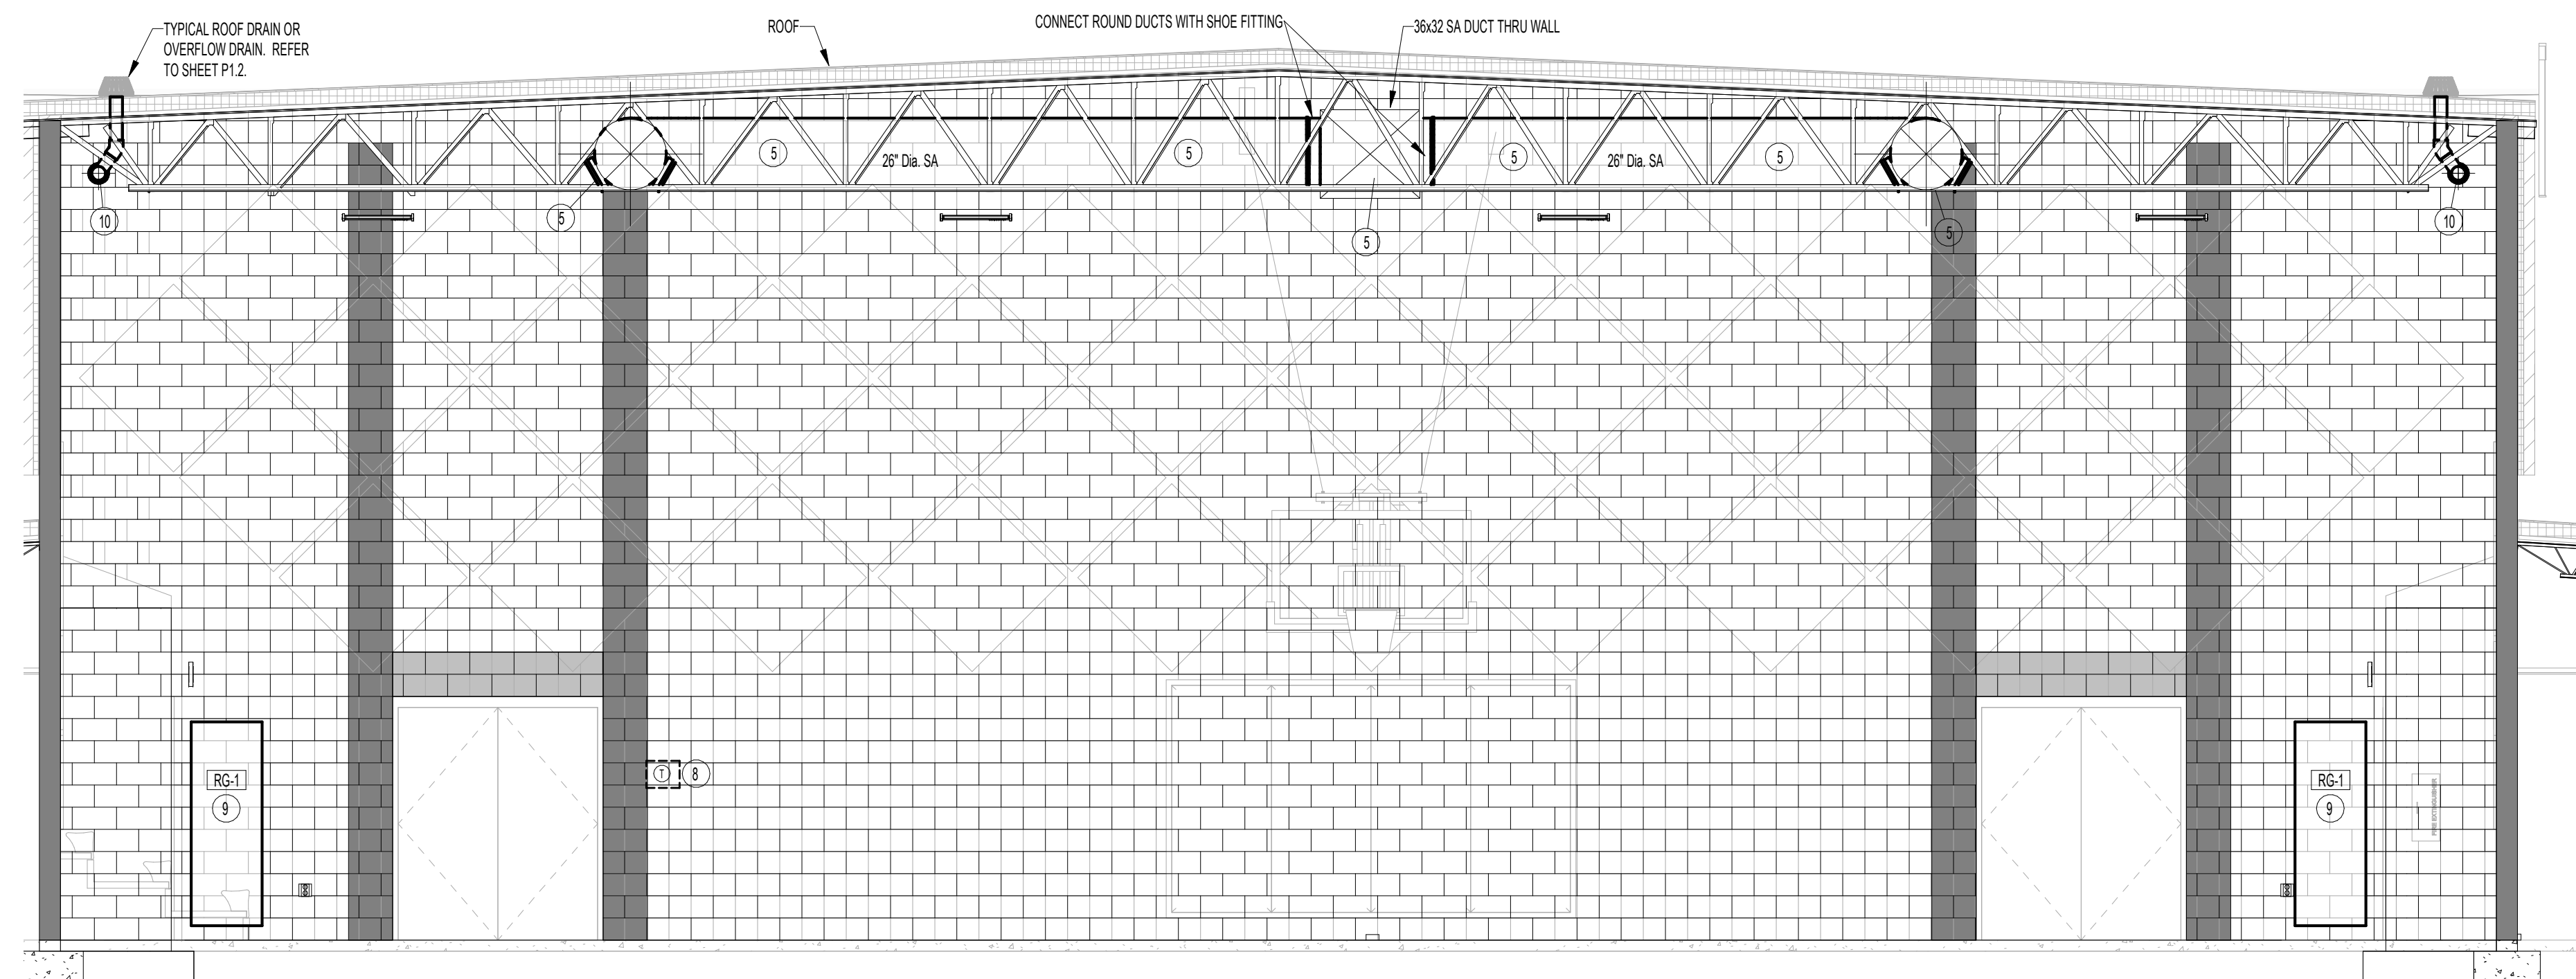 TYPICAL ROOF DRAIN OR
OVERFLOW DRAIN. REFER
TO SHEET P1.2.
ROOF
CONNECT ROUND DUCTS WITH SHOE FITTING
36x32 SA DUCT THRU WALL
5
26" Dia. SA
5
5
26" Dia. SA
5
10
5
5
5
10
T
8
RG-1
9
RG-1
9
FIRE EXTINGUISHER